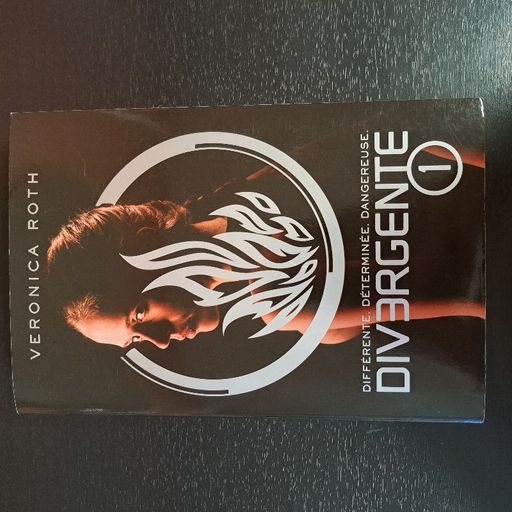 VERONICA ROTH
DIFFÉRENTE. DÉTERMINÉE. DANGEREUSE.
DIV3RGENTE
1